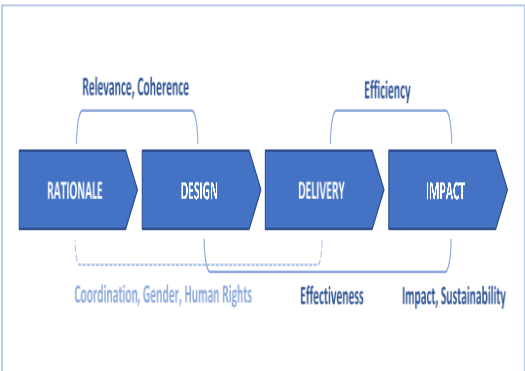 Relevance, Coherence
Efficiency
RATIONALE
DESIGN
DELIVERY
IMPACT
Coordination, Gender, Human Rights
Effectiveness
Impact, Sustainability